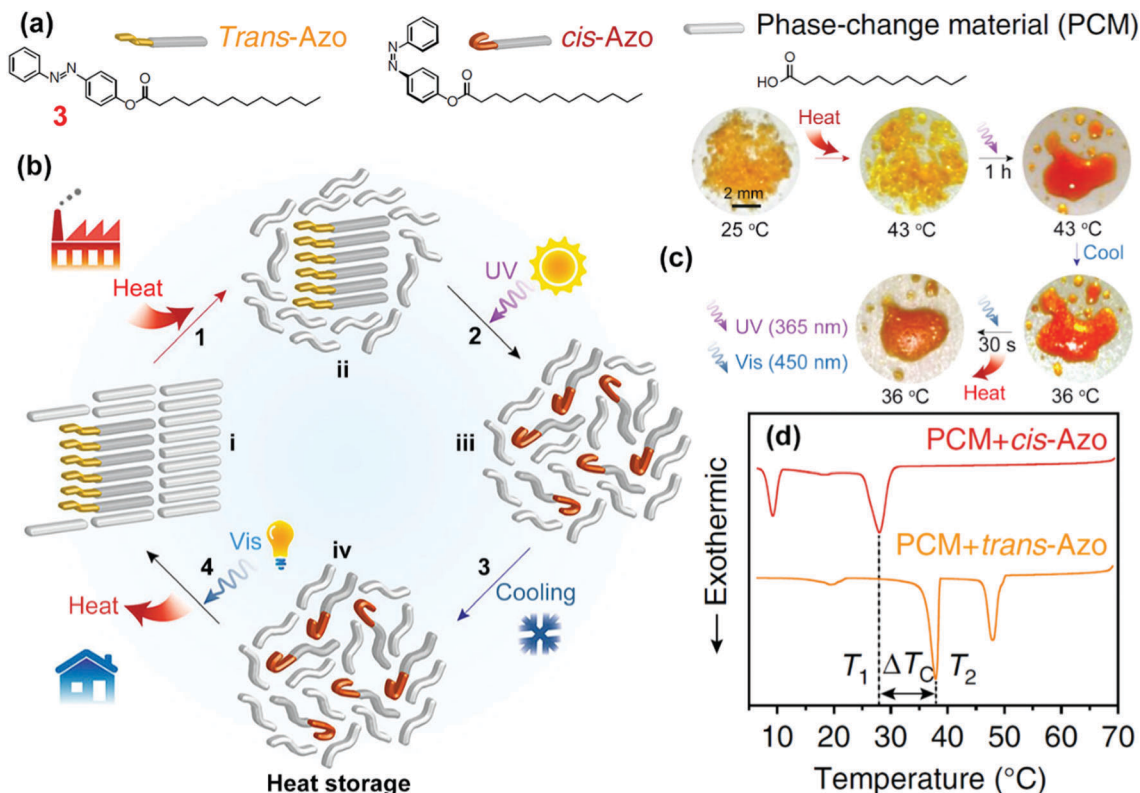 (a)
Trans-Azo
cis-Azo
Phase-change material (PCM)
N
N
O
O
3
N
N
O
O
O
HO
(b)
Heat
1
ii
UV
2
i
iii
Vis
iv
4
3
Heat
Cooling
Heat storage
Heat
2 mm
1 h
25 °C
43 °C
43 °C
Cool
(c)
UV (365 nm)
Vis (450 nm)
30 s
Heat
36 °C
36 °C
(d)
PCM+cis-Azo
PCM+trans-Azo
Exothermic
T1
ΔTC
T2
10 20 30 40 50 60 70
Temperature (°C)